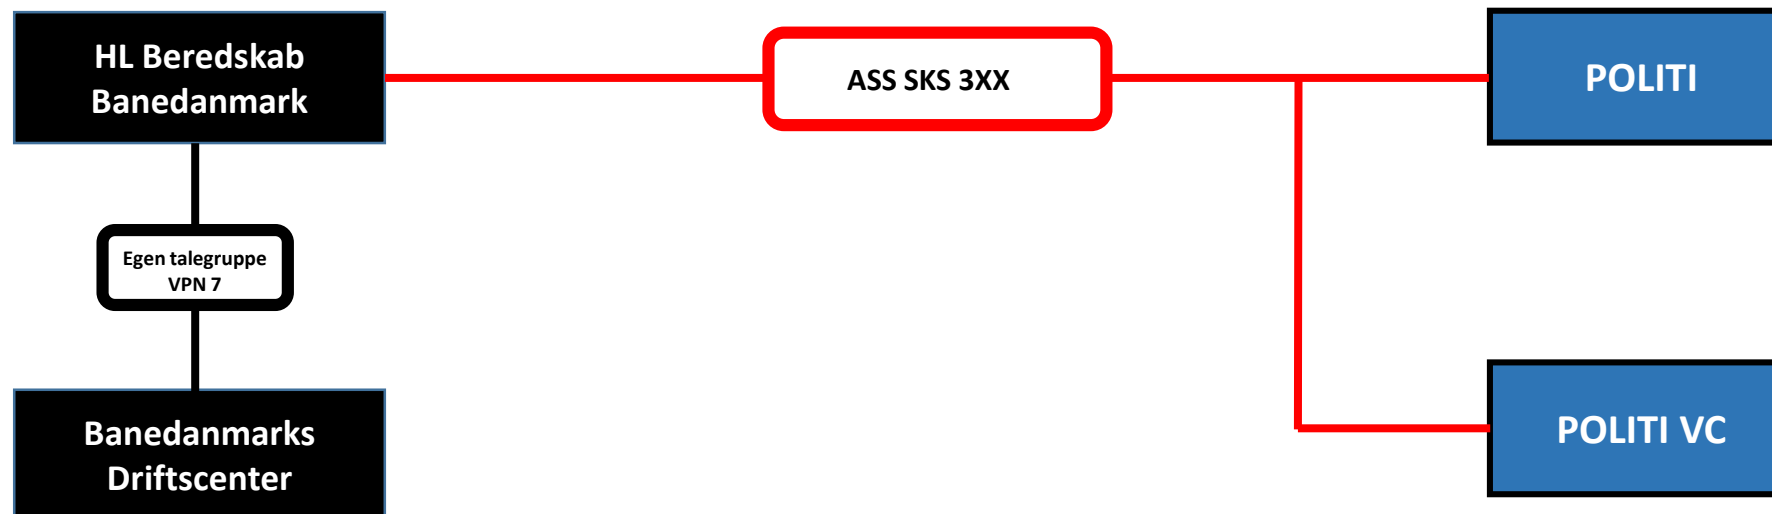 HL Beredskab
Banedanmark
ASS SKS 3XX
POLITI
Egen talegruppe
VPN 7
Banedanmarks
Driftscenter
POLITI VC